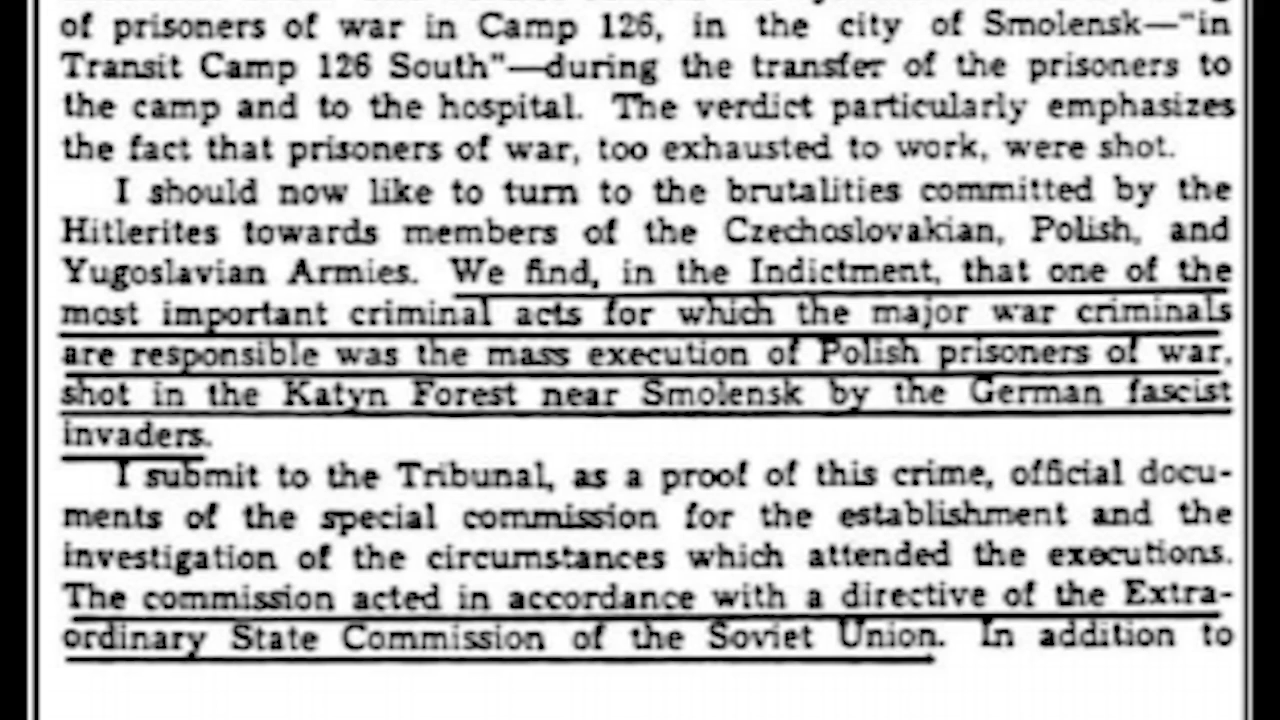 of prisoners of war in Camp 126, in the city of Smolensk—"in
Transit Camp 126 South"—during the transfer of the prisoners to
the camp and to the hospital. The verdict particularly emphasizes
the fact that prisoners of war, too exhausted to work, were shot.
I should now like to turn to the brutalities committed by the
Hitlerites towards members of the Czechoslovakian, Polish, and
Yugoslavian Armies. We find, in the Indictment, that one of the
most important criminal acts for which the major war criminals
are responsible was the mass execution of Polish prisoners of war,
shot in the Katyn Forest near Smolensk by the German fascist
invaders.
I submit to the Tribunal, as a proof of this crime, official docu-
ments of the special commission for the establishment and the
investigation of the circumstances which attended the executions.
The commission acted in accordance with a directive of the Extra-
ordinary State Commission of the Soviet Union. In addition to